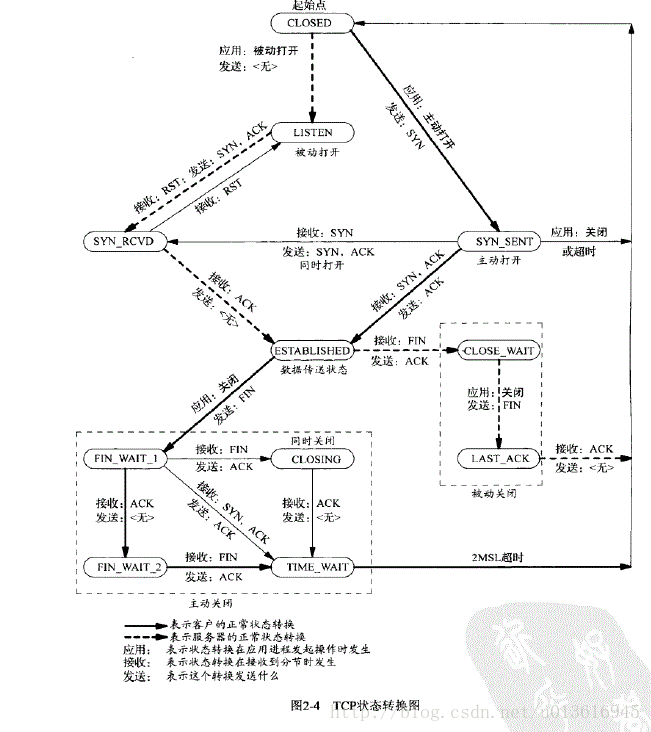 起始点
CLOSED
应用：被动打开
发送：<无>
应用：主动打开
发送：SYN
LISTEN
被动打开
接收：RST；发送：SYN，ACK
接收：RST
SYN_RCVD
接收：SYN
发送：SYN，ACK
同时打开
SYN_SENT
主动打开
应用：关闭
或超时
接收：ACK
发送：<无>
接收：SYN，ACK
发送：ACK
ESTABLISHED
数据传送状态
接收：FIN
发送：ACK
CLOSE_WAIT
应用：关闭
发送：FIN
应用：关闭
发送：FIN
LAST_ACK
被动关闭
接收：ACK
发送：<无>
FIN_WAIT_1
接收：FIN
发送：ACK
同时关闭
CLOSING
接收：ACK
发送：<无>
接收：SYN，ACK
发送：ACK
接收：ACK
发送：<无>
FIN_WAIT_2
接收：FIN
发送：ACK
TIME_WAIT
2MSL超时
主动关闭
表示客户的正常状态转换
表示服务器的正常状态转换
应用： 表示状态转换在应用进程发起操作时发生
接收： 表示状态转换在接收到分节时发生
发送： 表示这个转换发送什么
图2-4 TCP状态转换图
http://blog.csdn.net/u013616945